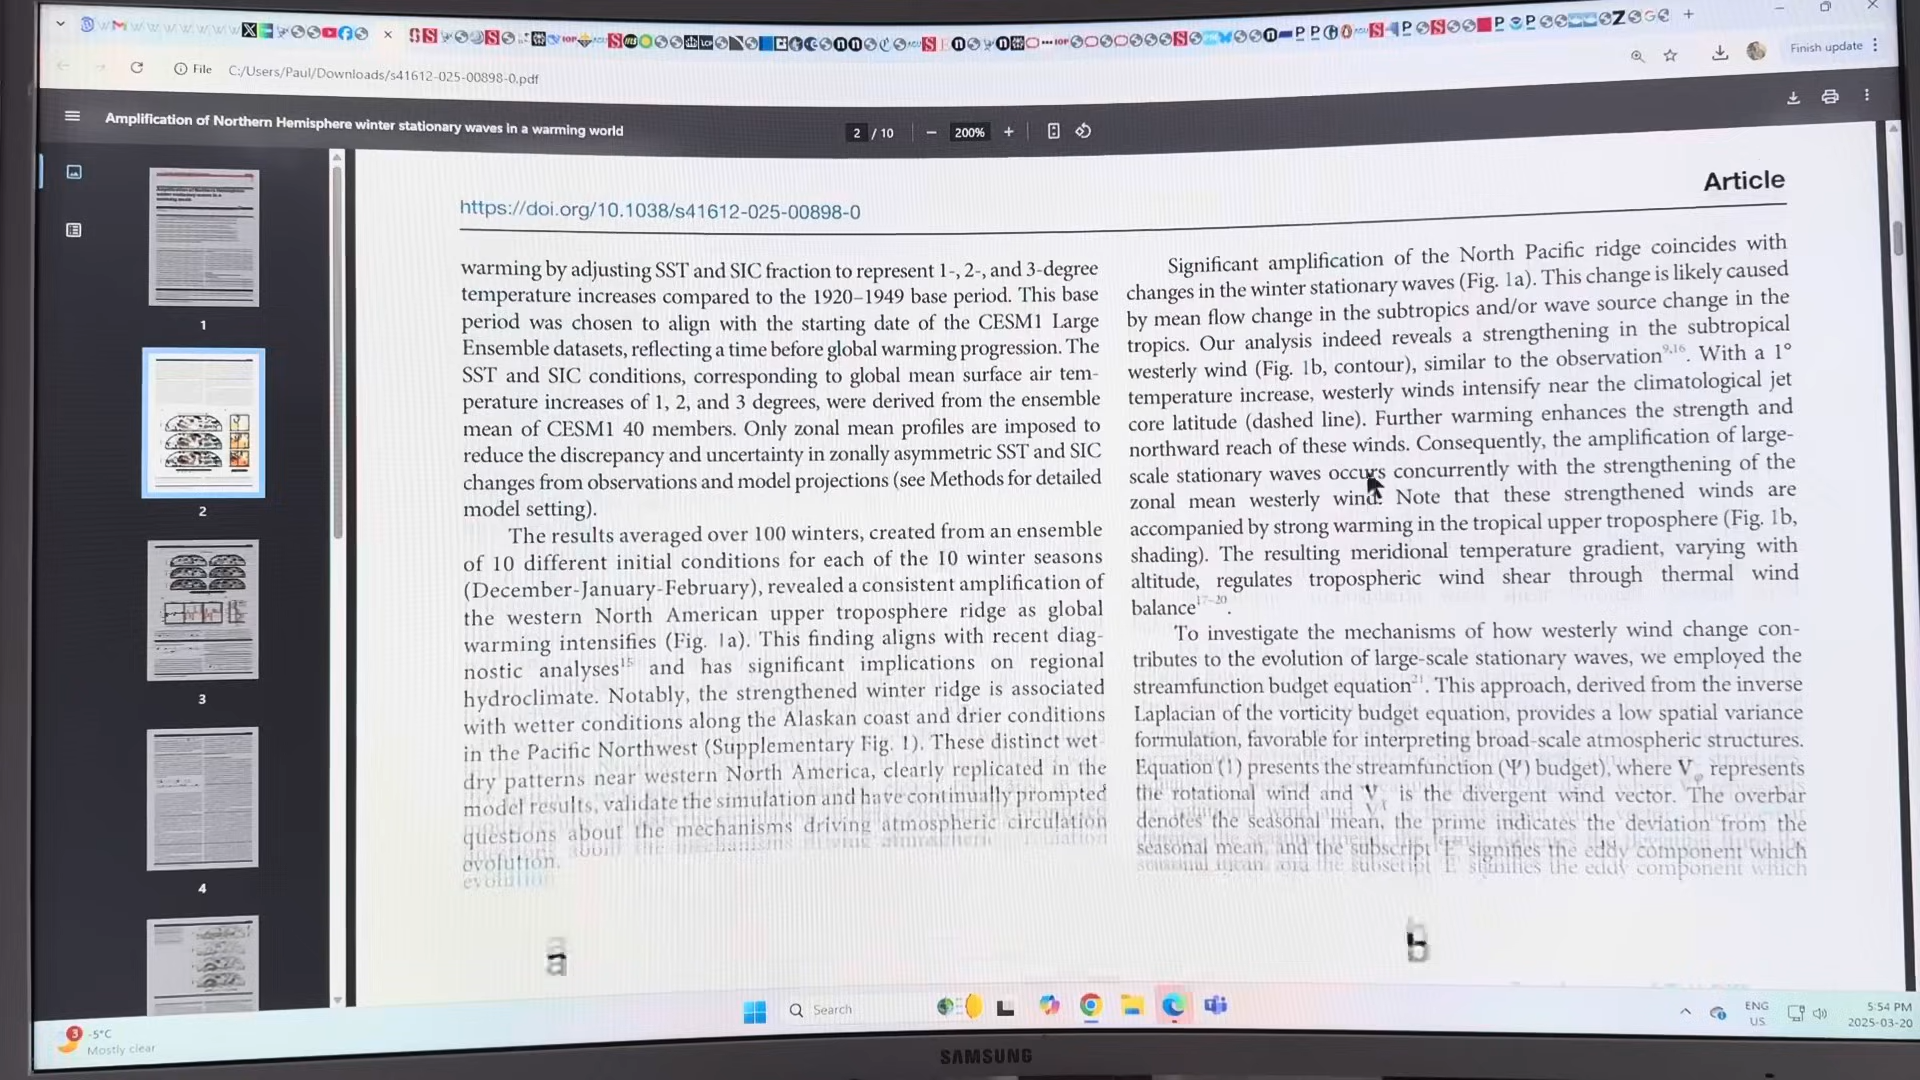 Finish update
File C:/Users/Paul/Downloads/s41612-025-00898-0.pdf
Amplification of Northern Hemisphere winter stationary waves in a warming world
2 / 10
200%
1
2
3
4
Article
https://doi.org/10.1038/s41612-025-00898-0
warming by adjusting SST and SIC fraction to represent 1-, 2-, and 3-degree
temperature increases compared to the 1920–1949 base period. This base
period was chosen to align with the starting date of the CESM1 Large
Ensemble datasets, reflecting a time before global warming progression. The
SST and SIC conditions, corresponding to global mean surface air tem-
perature increases of 1, 2, and 3 degrees, were derived from the ensemble
mean of CESM1 40 members. Only zonal mean profiles are imposed to
reduce the discrepancy and uncertainty in zonally asymmetric SST and SIC
changes from observations and model projections (see Methods for detailed
model setting).
The results averaged over 100 winters, created from an ensemble
of 10 different initial conditions for each of the 10 winter seasons
(December-January-February), revealed a consistent amplification of
the western North American upper troposphere ridge as global
warming intensifies (Fig. 1a). This finding aligns with recent diag-
nostic analyses15 and has significant implications on regional
hydroclimate. Notably, the strengthened winter ridge is associated
with wetter conditions along the Alaskan coast and drier conditions
in the Pacific Northwest (Supplementary Fig. 1). These distinct wet-
dry patterns near western North America, clearly replicated in the
model results, validate the simulation and have continually prompted
questions about the mechanisms driving atmospheric circulation
evolution.
Significant amplification of the North Pacific ridge coincides with
changes in the winter stationary waves (Fig. 1a). This change is likely caused
by mean flow change in the subtropics and/or wave source change in the
tropics. Our analysis indeed reveals a strengthening in the subtropical
westerly wind (Fig. 1b, contour), similar to the observation9,16. With a 1°
temperature increase, westerly winds intensify near the climatological jet
core latitude (dashed line). Further warming enhances the strength and
northward reach of these winds. Consequently, the amplification of large-
scale stationary waves occurs concurrently with the strengthening of the
zonal mean westerly wind. Note that these strengthened winds are
accompanied by strong warming in the tropical upper troposphere (Fig. 1b,
shading). The resulting meridional temperature gradient, varying with
altitude, regulates tropospheric wind shear through thermal wind
balance17–20.
To investigate the mechanisms of how westerly wind change con-
tributes to the evolution of large-scale stationary waves, we employed the
streamfunction budget equation21. This approach, derived from the inverse
Laplacian of the vorticity budget equation, provides a low spatial variance
formulation, favorable for interpreting broad-scale atmospheric structures.
Equation (1) presents the streamfunction (Ψ) budget), where V represents
the rotational wind and V is the divergent wind vector. The overbar
denotes the seasonal mean, the prime indicates the deviation from the
seasonal mean, and the subscript E signifies the eddy component which
a
b
3
-5°C
Mostly clear
Search
ENG
US
5:54 PM
2025-03-20
SAMSUNG